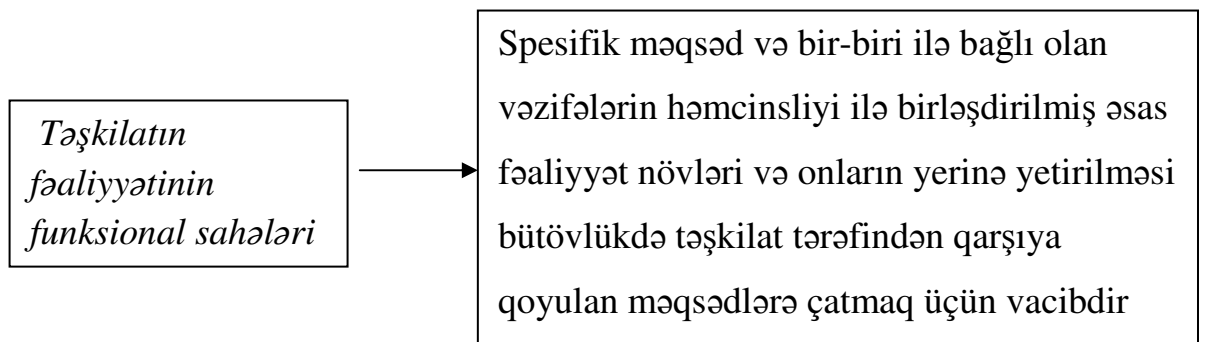 Təşkilatın
fəaliyyətinin
funksional sahələri
Spesifik məqsəd və bir-biri ilə bağlı olan
vəzifələrin həmcinsliyi ilə birləşdirilmiş əsas
fəaliyyət növləri və onların yerinə yetirilməsi
bütövlükdə təşkilat tərəfindən qarşıya
qoyulan məqsədlərə çatmaq üçün vacibdir